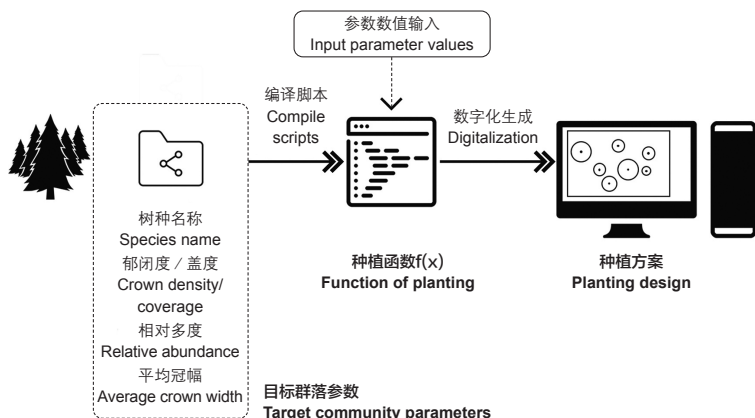 参数数值输入
Input parameter values
编译脚本
Compile
scripts
数字化生成
Digitalization
树种名称
Species name
郁闭度 / 盖度
Crown density/
coverage
相对多度
Relative abundance
平均冠幅
Average crown width
种植函数f(x)
Function of planting
种植方案
Planting design
目标群落参数
Target community parameters